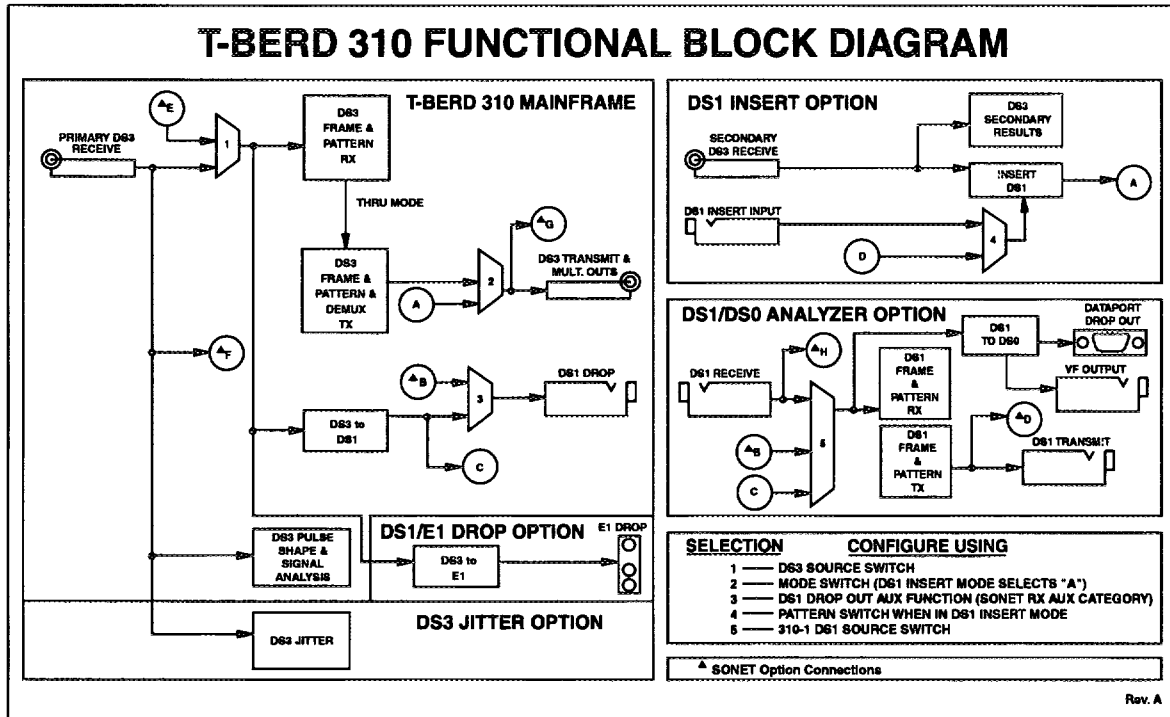 T-BERD 310 FUNCTIONAL BLOCK DIAGRAM
T-BERD 310 MAINFRAME
▲E
PRIMARY DS3
RECEIVE
1
DS3
FRAME &
PATTERN
RX
THRU MODE
▲G
DS3
FRAME &
PATTERN &
DEMUX
TX
A
2
DS3 TRANSMIT &
MULT. OUTS
▲F
▲B
3
DS1 DROP
DS3 to
DS1
C
DS3 PULSE
SHAPE &
SIGNAL
ANALYSIS
DS1/E1 DROP OPTION
E1 DROP
DS3 to
E1
DS3 JITTER OPTION
DS3 JITTER
DS1 INSERT OPTION
DS3
SECONDARY
RESULTS
SECONDARY
DS3 RECEIVE
INSERT
DS1
A
DS1 INSERT INPUT
4
D
DS1/DS0 ANALYZER OPTION
DATAPORT
DROP OUT
DS1
TO DS0
▲H
DS1 RECEIVE
DS1
FRAME
&
PATTERN
RX
VF OUTPUT
5
▲B
C
DS1
FRAME
&
PATTERN
TX
▲D
DS1 TRANSMIT
SELECTION CONFIGURE USING
1 — DS3 SOURCE SWITCH
2 — MODE SWITCH (DS1 INSERT MODE SELECTS "A")
3 — DS1 DROP OUT AUX FUNCTION (SONET RX AUX CATEGORY)
4 — PATTERN SWITCH WHEN IN DS1 INSERT MODE
5 — 310-1 DS1 SOURCE SWITCH
▲ SONET Option Connections
Rev. A